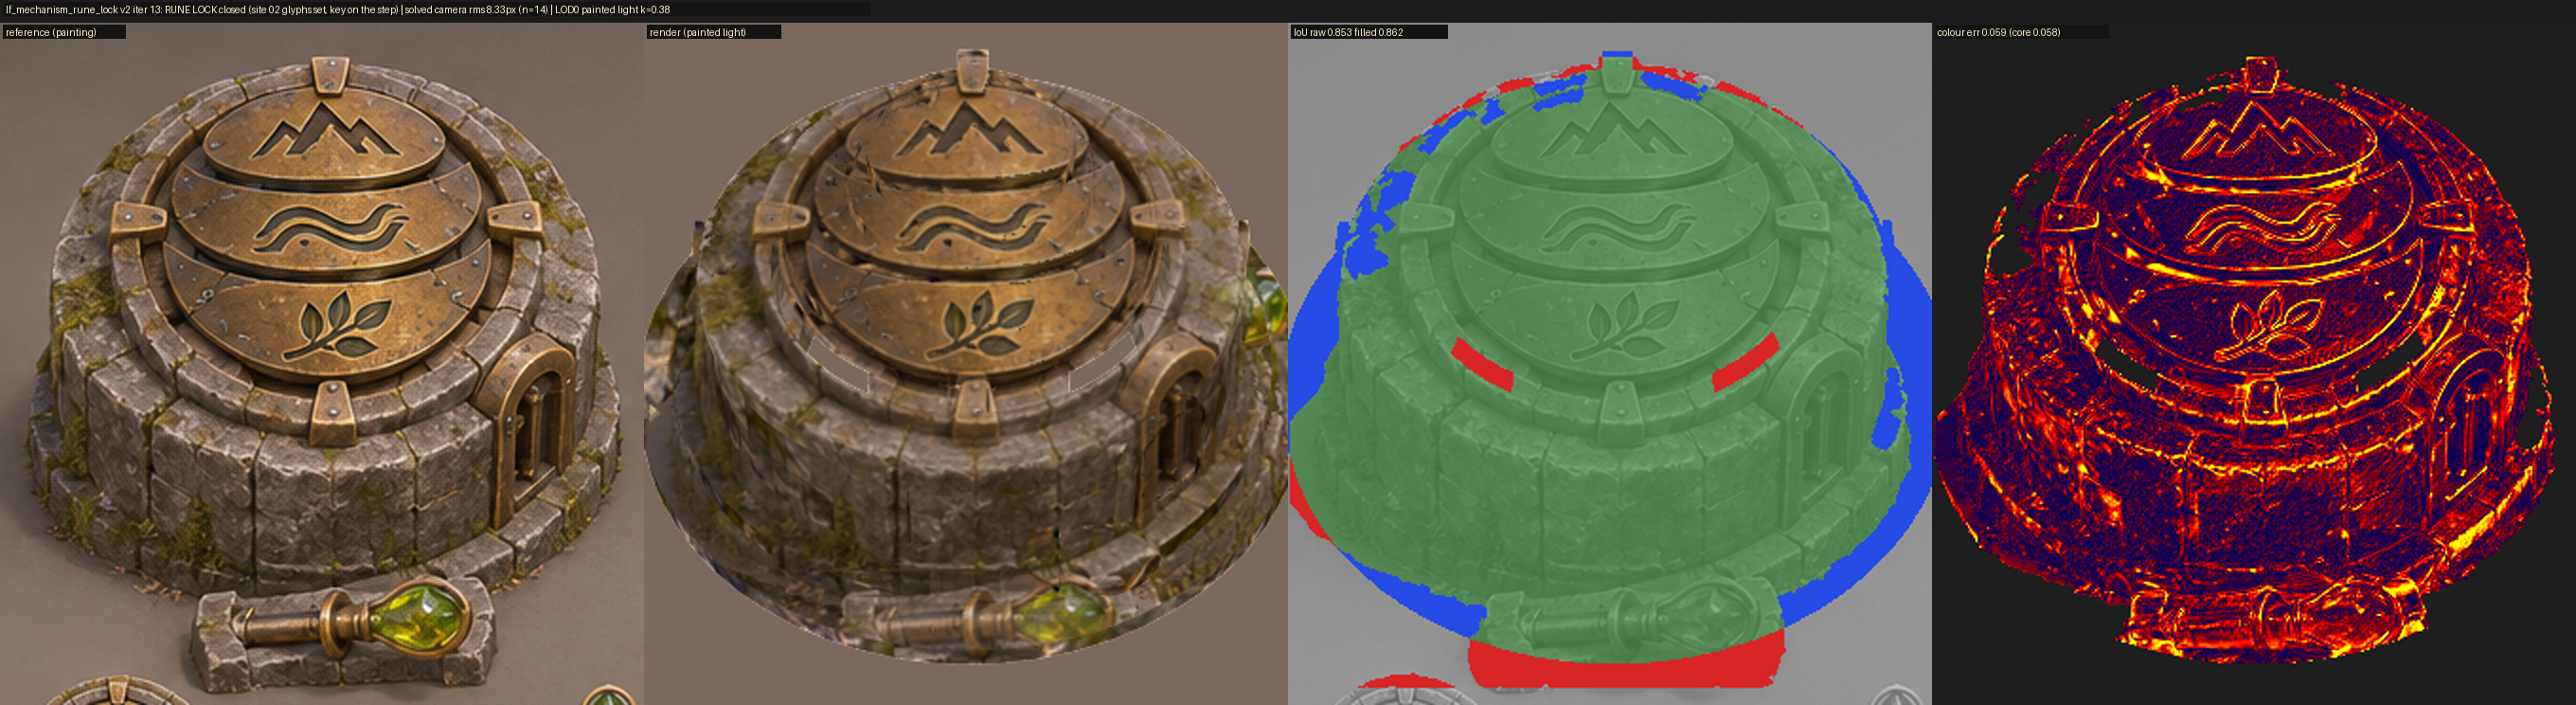 lf_mechanism_rune_lock v2 iter 13: RUNE LOCK closed (site 02 glyphs set, key on the step) | solved camera rms 8.33px (n=14) | LOD0 painted light k=0.38
reference (painting)
render (painted light)
IoU raw 0.853 filled 0.862
colour err 0.059 (core 0.058)